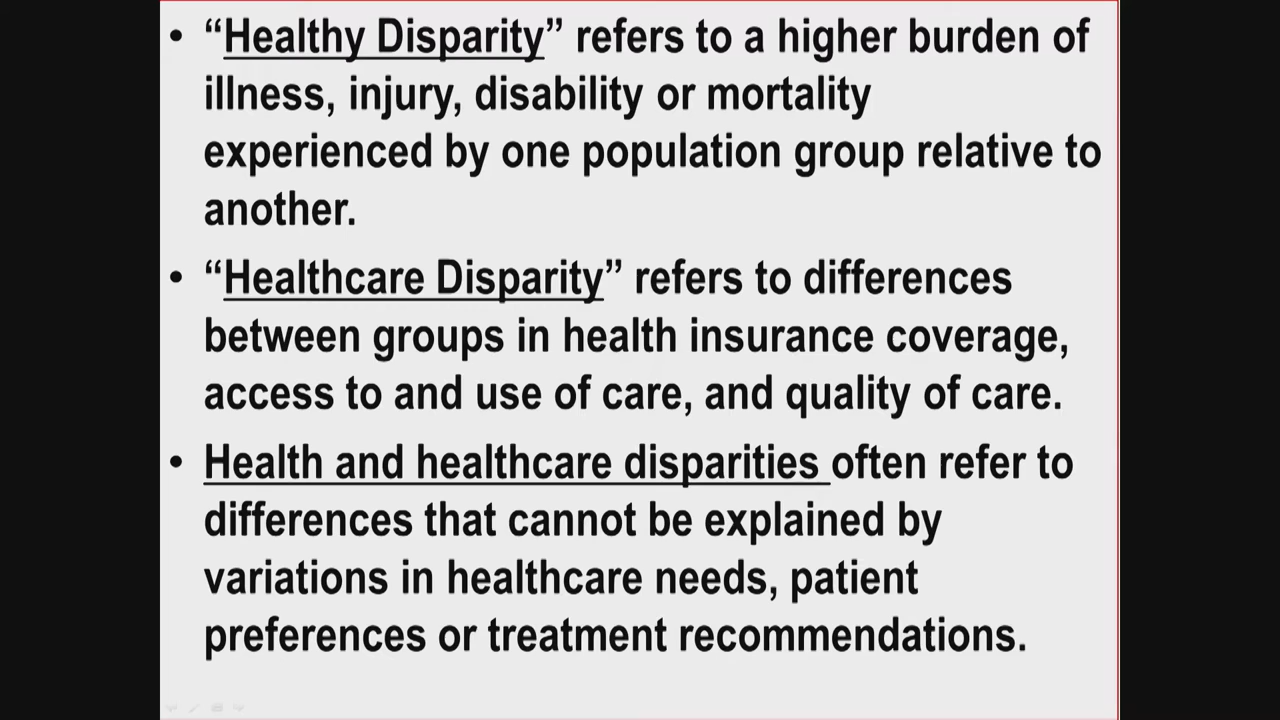 • “Healthy Disparity” refers to a higher burden of
illness, injury, disability or mortality
experienced by one population group relative to
another.
• “Healthcare Disparity” refers to differences
between groups in health insurance coverage,
access to and use of care, and quality of care.
• Health and healthcare disparities often refer to
differences that cannot be explained by
variations in healthcare needs, patient
preferences or treatment recommendations.